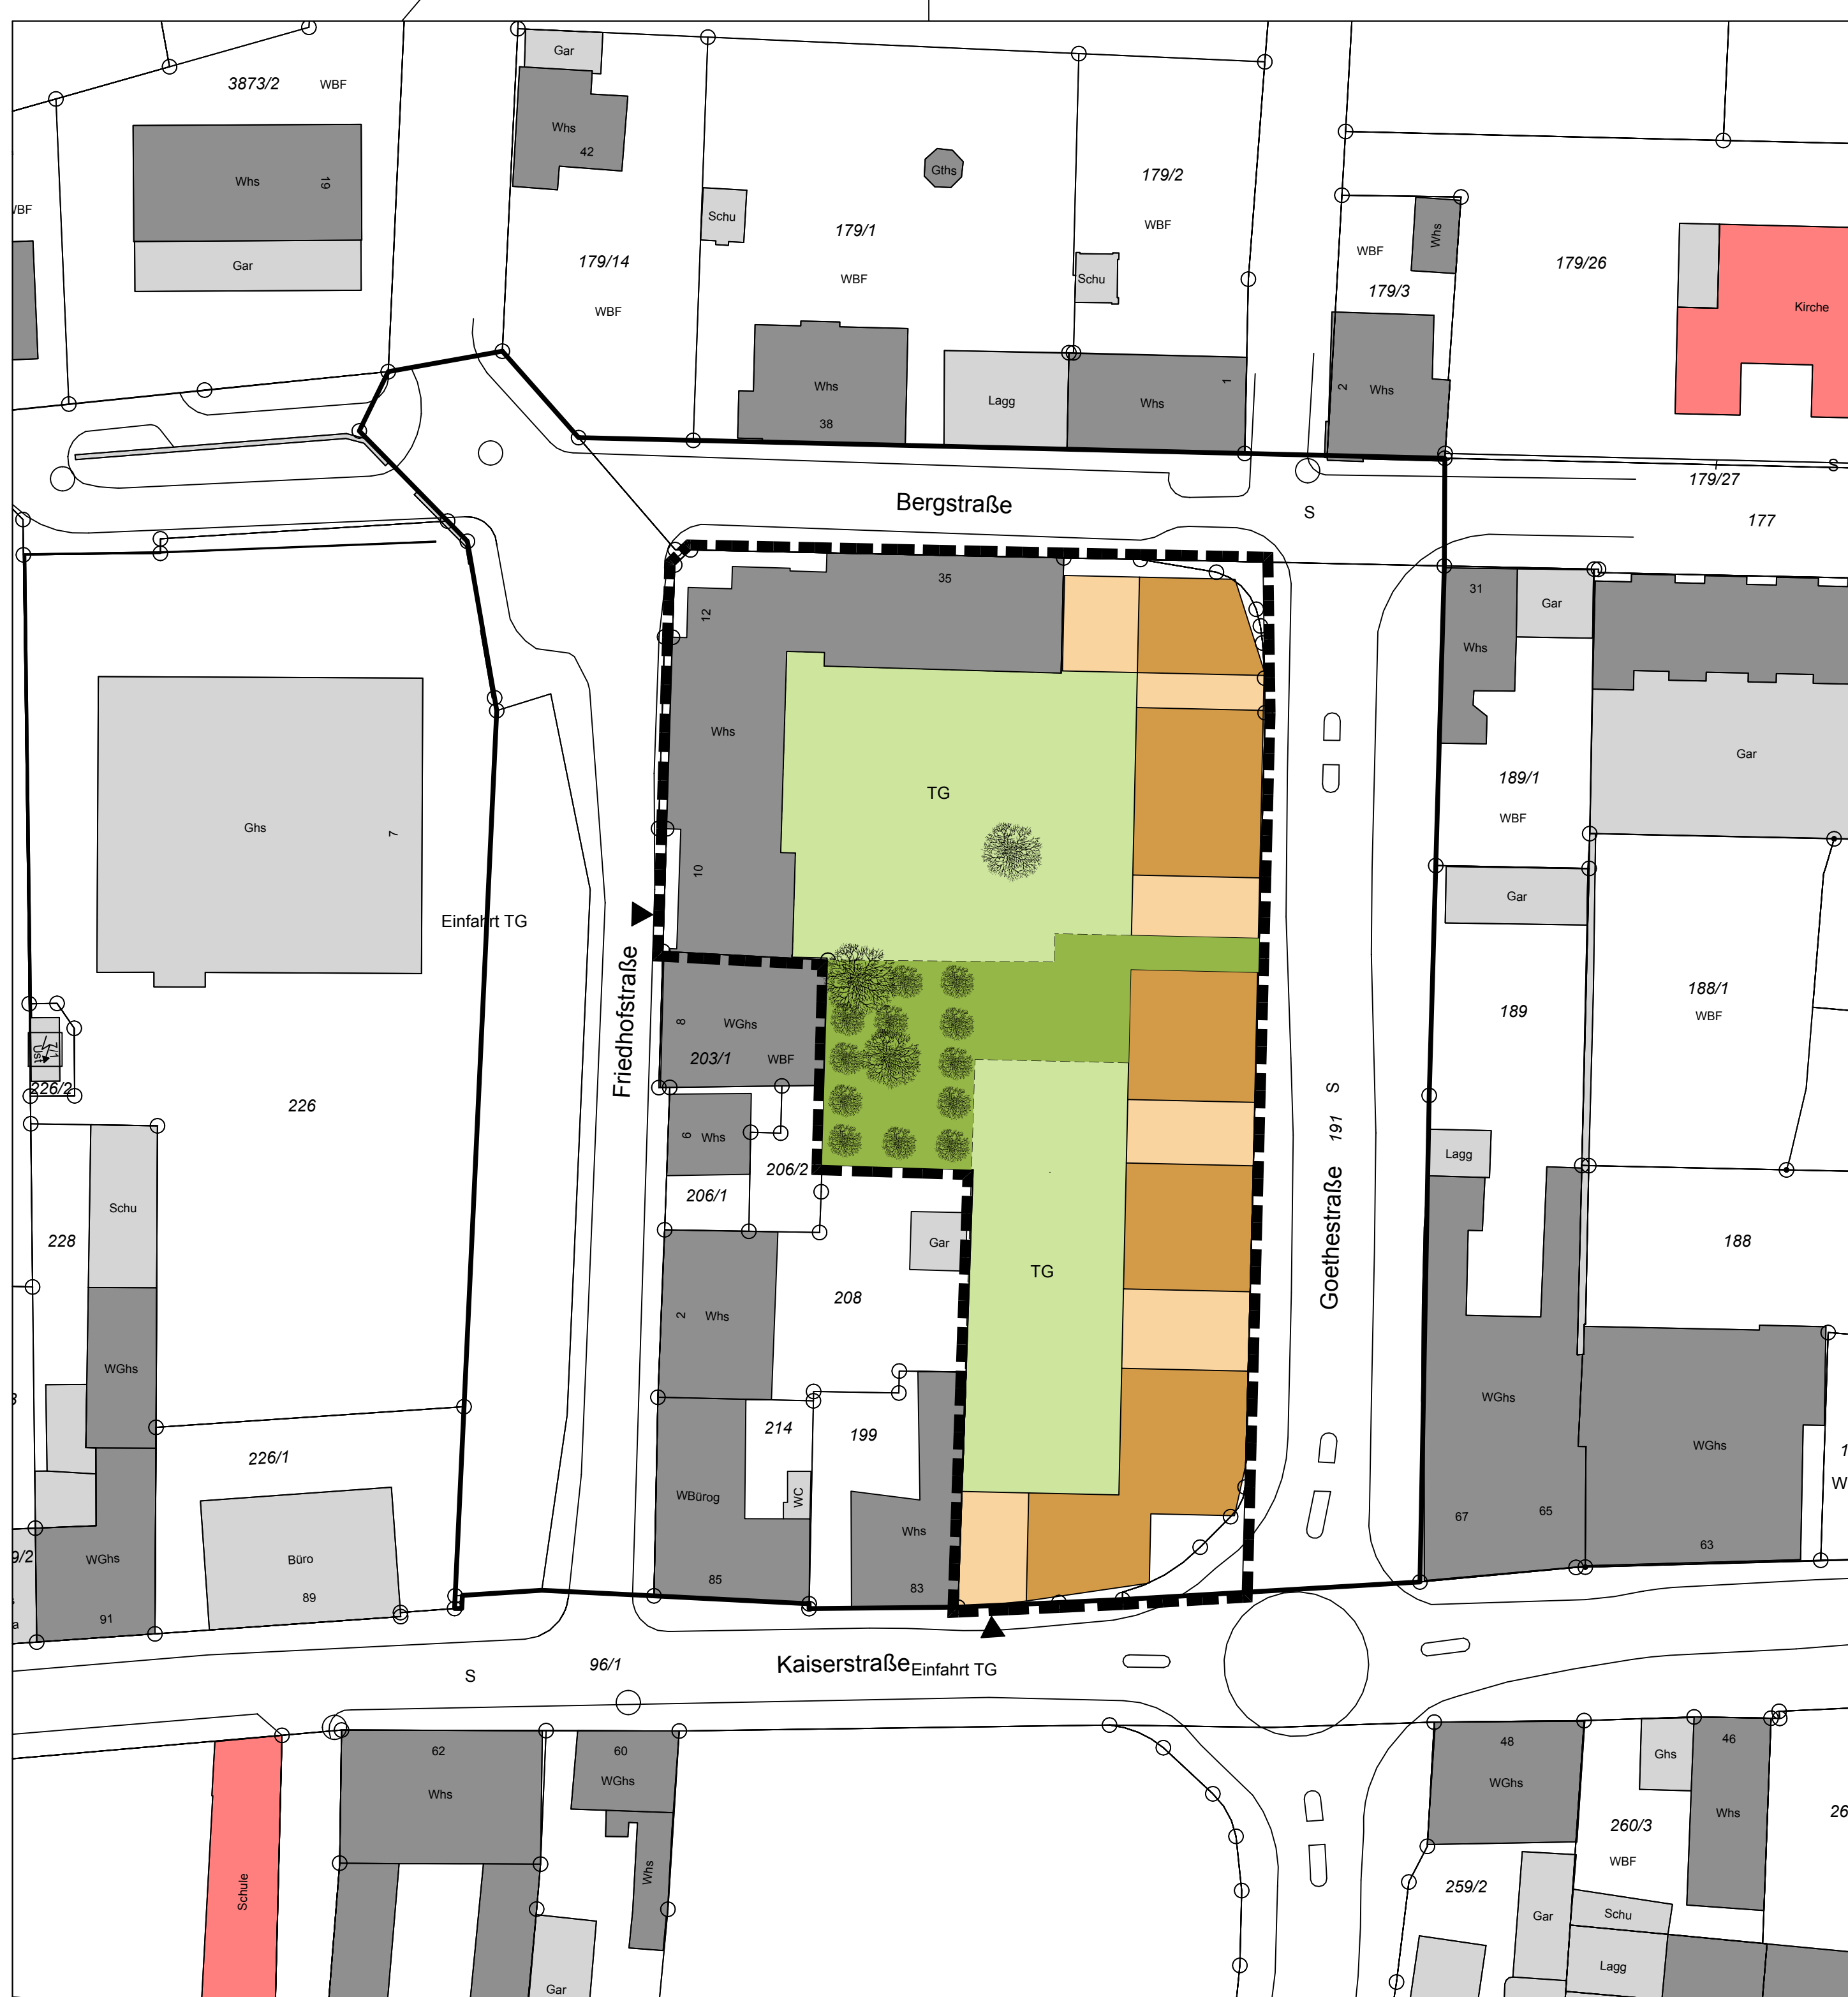 Gar
3873/2 WBF
Whs
42
Gths
179/2
Whs 19
WBF
Schu
179/1
WBF
Whs
WBF
179/14
179/26
Gar
WBF
Schu
179/3
WBF
Kirche
Whs
38
Lagg
Whs 1
2 Whs
179/27
Bergstraße
S
S
177
35
31
Gar
12
Whs
Whs
Gar
189/1
TG
WBF
Ghs 7
10
Gar
Einfahrt TG
Friedhofstraße
188/1
WBF
189
8 WGhs
203/1 WBF
7/1
Ust
226/2
226
S
191
Goethestraße
6 Whs
206/2
206/1
Lagg
Schu
228
Gar
TG
188
208
2 Whs
WGhs
WGhs
214
199
226/1
WGhs
WBürog
WC
67
65
Whs
63
9/2
WGhs
Büro
85
83
89
91
a
S
96/1
Kaiserstraße
Einfahrt TG
62
Whs
60
WGhs
48
WGhs
Ghs
46
Whs
260/3
WBF
Schule
Whs
259/2
Gar
Schu
Gar
Lagg